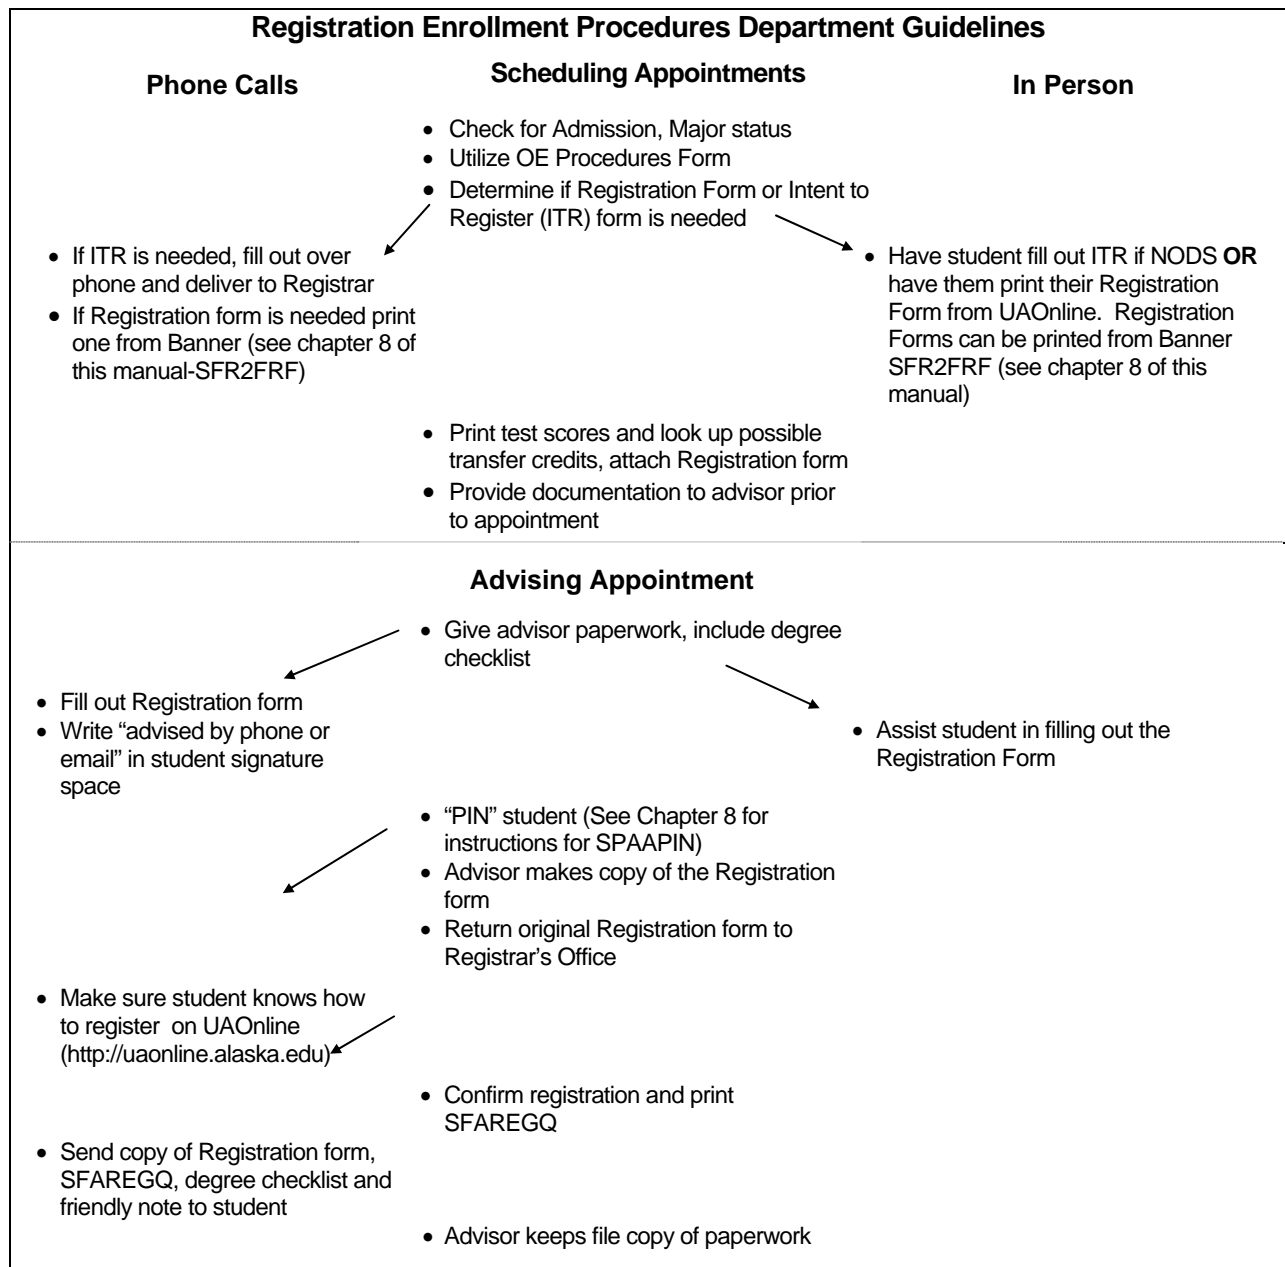 Registration Enrollment Procedures Department Guidelines
Scheduling Appointments
Phone Calls
In Person
• Check for Admission, Major status
• Utilize OE Procedures Form
• Determine if Registration Form or Intent to
Register (ITR) form is needed
• If ITR is needed, fill out over
phone and deliver to Registrar
• If Registration form is needed print
one from Banner (see chapter 8 of
this manual-SFR2FRF)
• Have student fill out ITR if NODS OR
have them print their Registration
Form from UAOnline.  Registration
Forms can be printed from Banner
SFR2FRF (see chapter 8 of this
manual)
• Print test scores and look up possible
transfer credits, attach Registration form
• Provide documentation to advisor prior
to appointment
Advising Appointment
• Give advisor paperwork, include degree
checklist
• Fill out Registration form
• Write “advised by phone or
email” in student signature
space
• Assist student in filling out the
Registration Form
• “PIN” student (See Chapter 8 for
instructions for SPAAPIN)
• Advisor makes copy of the Registration
form
• Return original Registration form to
Registrar’s Office
• Make sure student knows how
to register  on UAOnline
(http://uaonline.alaska.edu)
• Confirm registration and print
SFAREGQ
• Send copy of Registration form,
SFAREGQ, degree checklist and
friendly note to student
• Advisor keeps file copy of paperwork